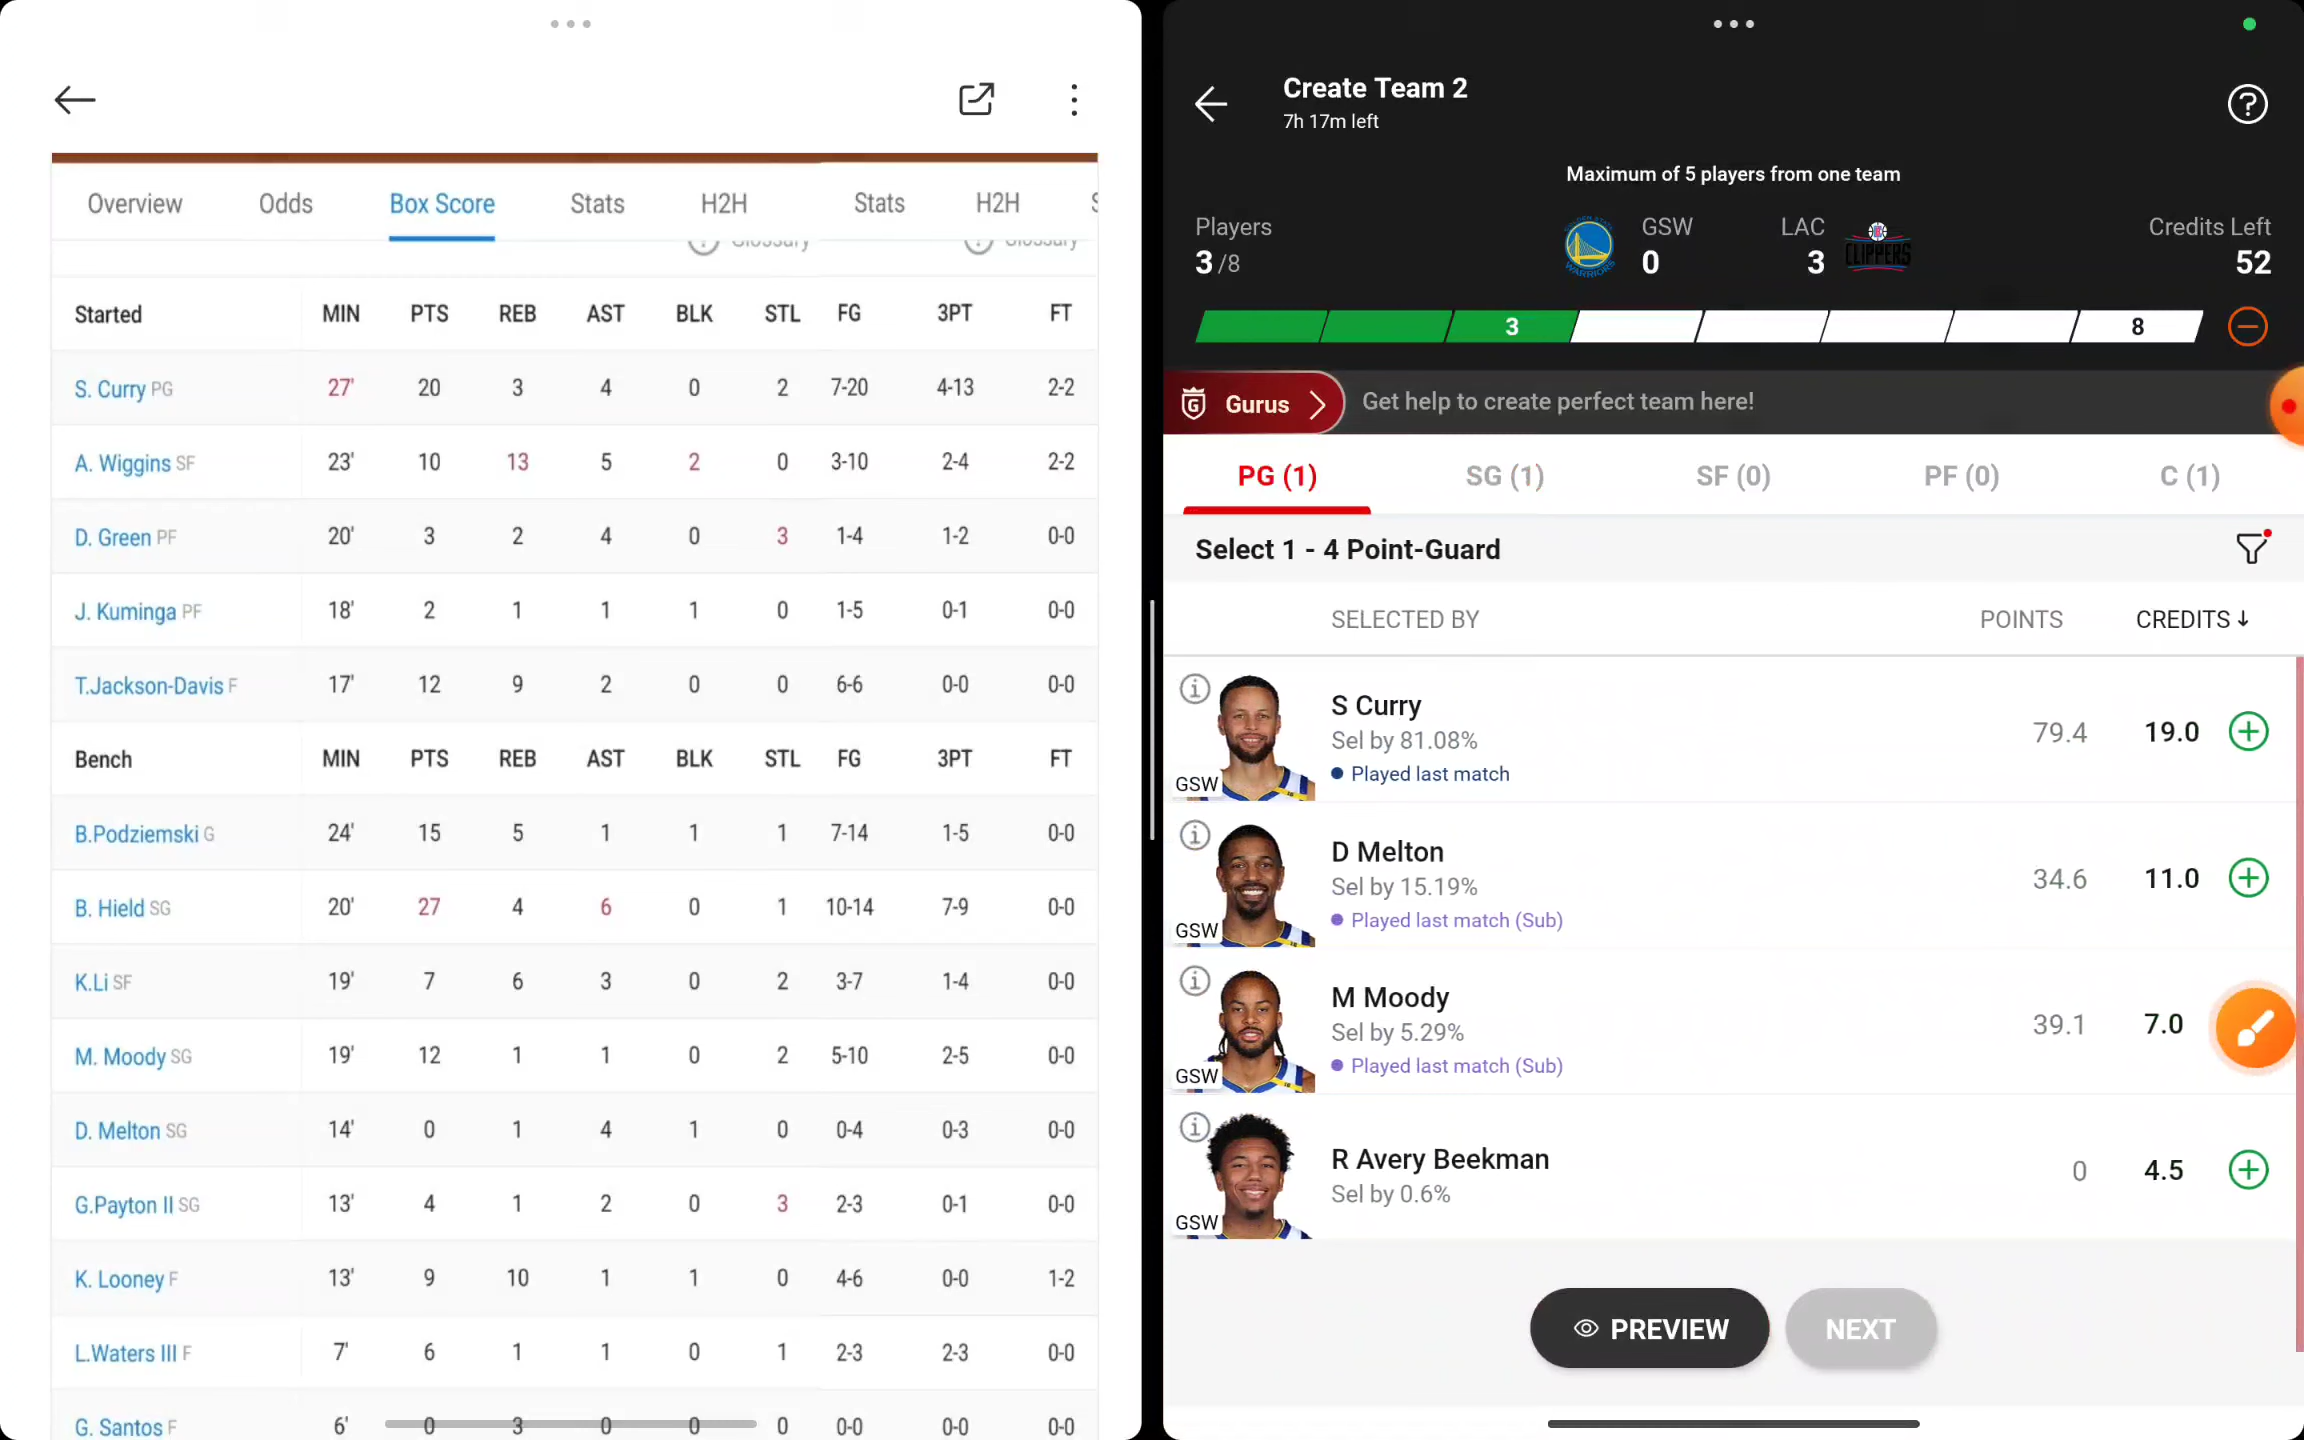 Overview Odds Box Score Stats H2H Stats H2H
Glossary Glossary
Started MIN PTS REB AST BLK STL FG 3PT FT
S. Curry PG 27' 20 3 4 0 2 7-20 4-13 2-2
A. Wiggins SF 23' 10 13 5 2 0 3-10 2-4 2-2
D. Green PF 20' 3 2 4 0 3 1-4 1-2 0-0
J. Kuminga PF 18' 2 1 1 1 0 1-5 0-1 0-0
T.Jackson-Davis F 17' 12 9 2 0 0 6-6 0-0 0-0
Bench MIN PTS REB AST BLK STL FG 3PT FT
B.Podziemski G 24' 15 5 1 1 1 7-14 1-5 0-0
B. Hield SG 20' 27 4 6 0 1 10-14 7-9 0-0
K.Li SF 19' 7 6 3 0 2 3-7 1-4 0-0
M. Moody SG 19' 12 1 1 0 2 5-10 2-5 0-0
D. Melton SG 14' 0 1 4 1 0 0-4 0-3 0-0
G.Payton II SG 13' 4 1 2 0 3 2-3 0-1 0-0
K. Looney F 13' 9 10 1 1 0 4-6 0-0 1-2
L.Waters III F 7' 6 1 1 0 1 2-3 2-3 0-0
G. Santos F 6' 0 3 0 0 0 0-0 0-0 0-0
Create Team 2
7h 17m left
Maximum of 5 players from one team
Players GSW LAC Credits Left
3 /8 0 3 52
WARRIORS
CLIPPERS
3 8
Gurus Get help to create perfect team here!
PG (1) SG (1) SF (0) PF (0) C (1)
Select 1 - 4 Point-Guard
SELECTED BY POINTS CREDITS ↓
S Curry
Sel by 81.08% 79.4 19.0
Played last match
GSW
D Melton
Sel by 15.19% 34.6 11.0
Played last match (Sub)
GSW
M Moody
Sel by 5.29% 39.1 7.0
Played last match (Sub)
GSW
R Avery Beekman
Sel by 0.6% 0 4.5
GSW
PREVIEW NEXT